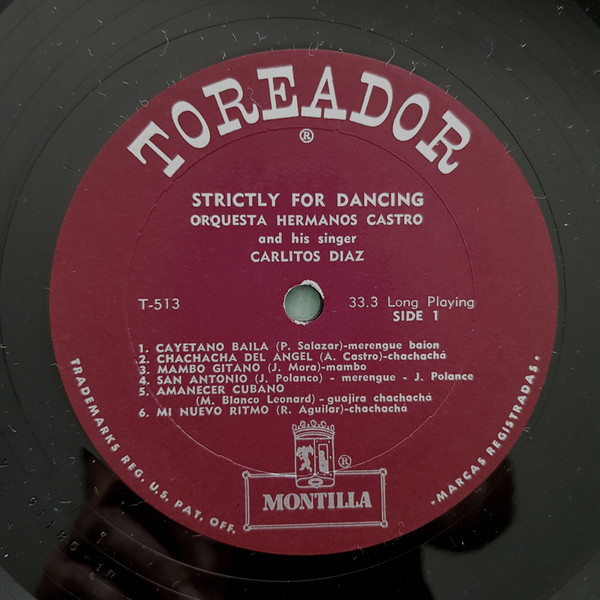 TOREADOR
®
STRICTLY FOR DANCING
ORQUESTA HERMANOS CASTRO
and his singer
CARLITOS DIAZ
T-513
33.3 Long Playing
SIDE 1
1. CAYETANO BAILA (P. Salazar)-merengue baion
2. CHACHACHA DEL ANGEL (A. Castro)-chachachá
3. MAMBO GITANO (J. Mora)-mambo
4. SAN ANTONIO (J. Polanco) - merengue - J. Polance
5. AMANECER CUBANO
(M. Blanco Leonard) - guajira chachachá
6. MI NUEVO RITMO (R. Aguilar)-chachachá
®
MONTILLA
TRADEMARKS REG. U.S. PAT. OFF.
-MARCAS REGISTRADAS.